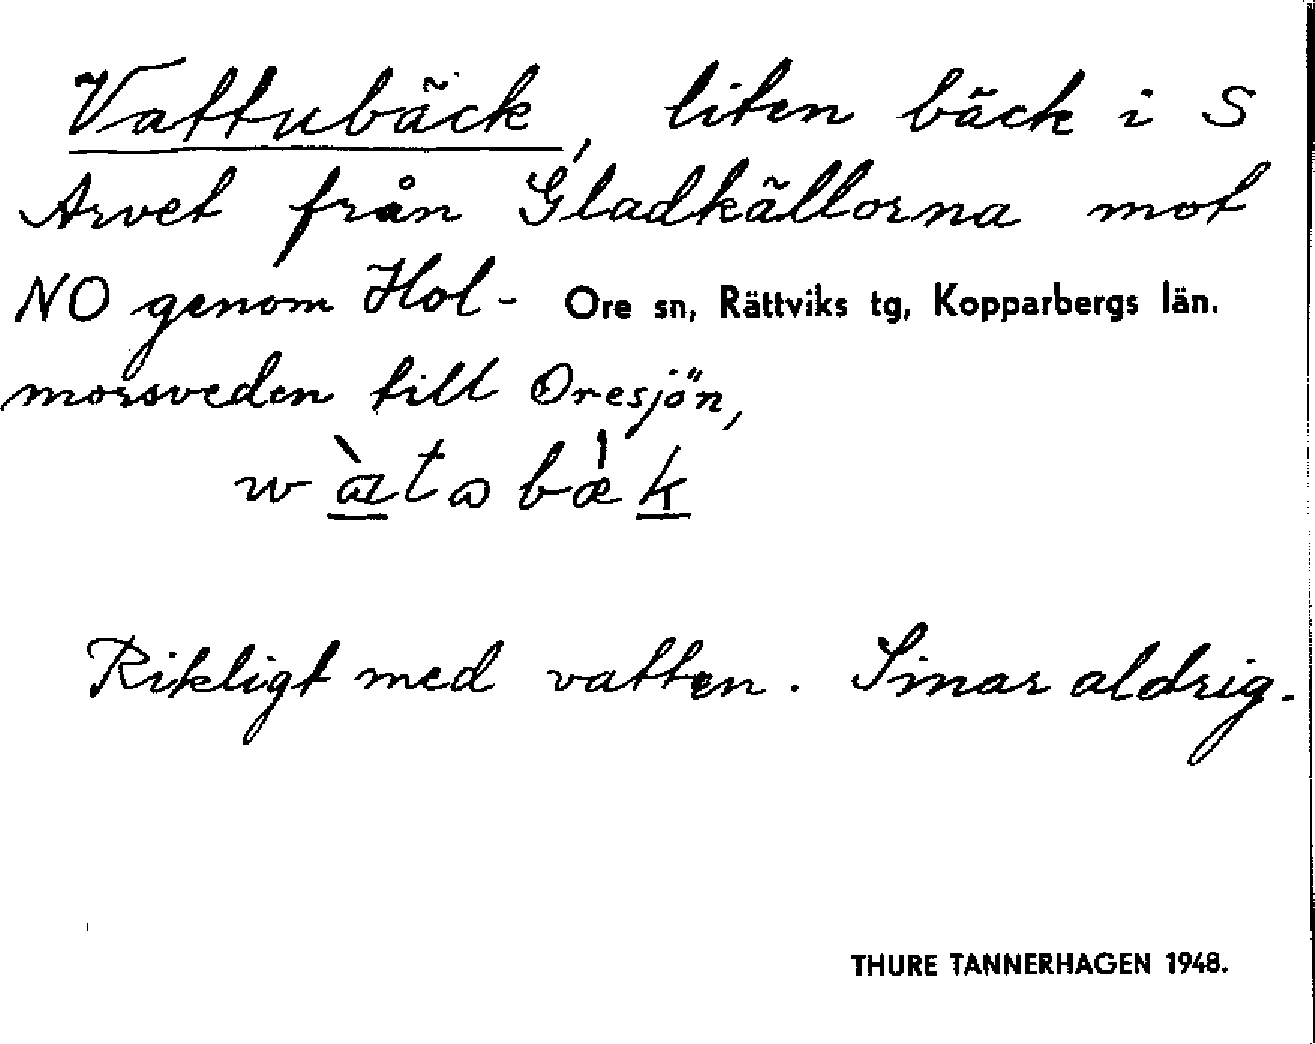 Vattubäck, liten bäck i S
Arvet från Gladkällorna mot
NO genom Hol-
Ore sn, Rättviks tg, Kopparbergs län.
morsveden till Oresjön,
Rikligt med vatten. Sinar aldrig.
THURE TANNERHAGEN 1948.